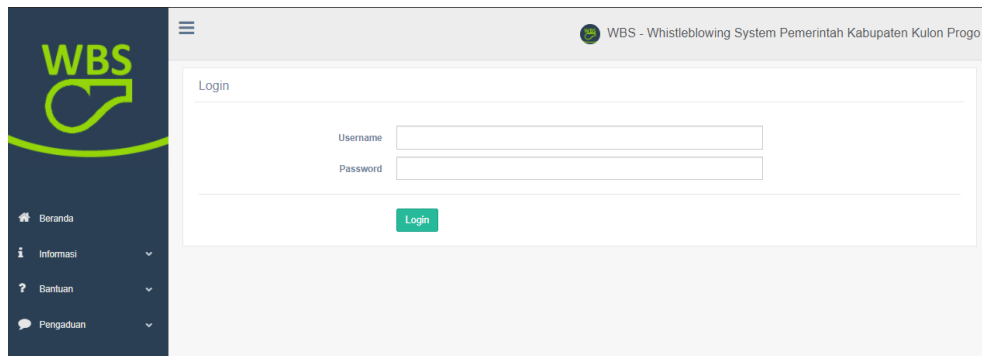 WBS
Beranda
Informasi
Bantuan
Pengaduan
WBS - Whistleblowing System Pemerintah Kabupaten Kulon Progo
Login
Username
Password
Login